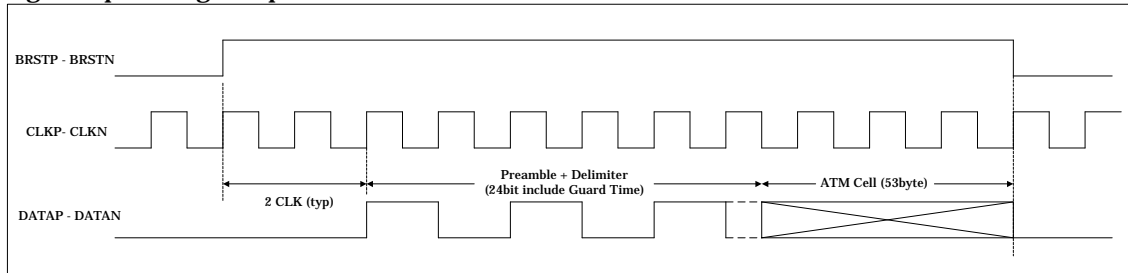 BRSTP - BRSTN
CLKP- CLKN
Preamble + Delimiter
(24bit include Guard Time)
ATM Cell (53byte)
2 CLK (typ)
DATAP - DATAN